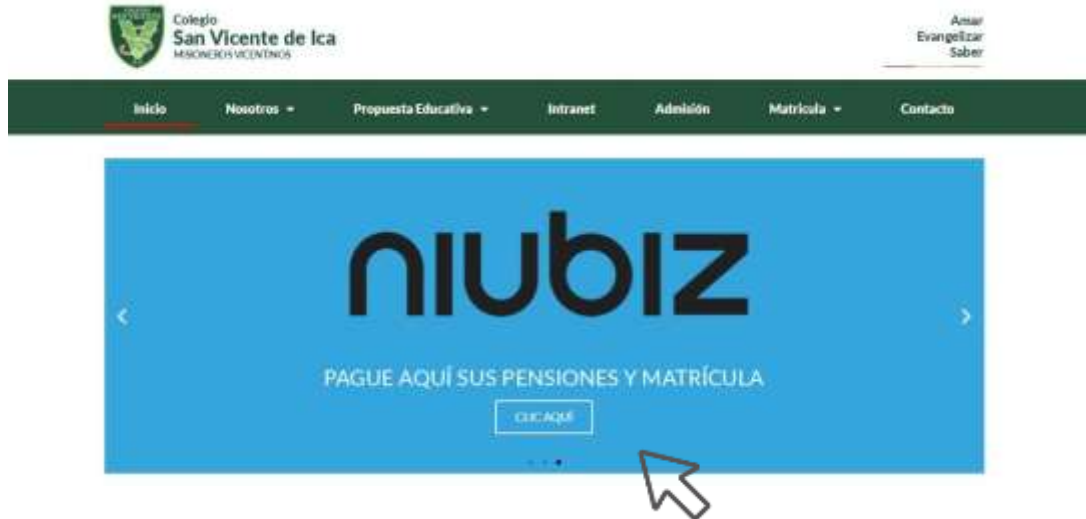 Colegio
San Vicente de Ica
MISIONEROS VICENTINOS
Amar
Evangelizar
Saber
Inicio Nosotros Propuesta Educativa Intranet Admisión Matricula Contacto
niubiz
PAGUE AQUÍ SUS PENSIONES Y MATRÍCULA
CLIC AQUÍ